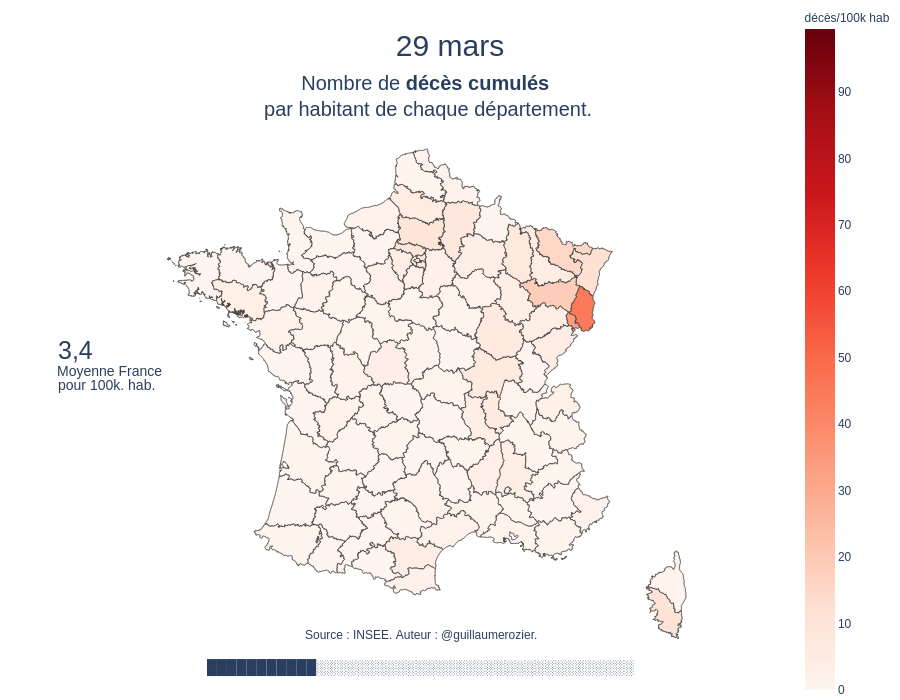 décès/100k hab
29 mars
Nombre de décès cumulés
par habitant de chaque département.
90
80
70
60
50
40
30
20
10
0
3,4
Moyenne France
pour 100k. hab.
Source : INSEE. Auteur : @guillaumerozier.